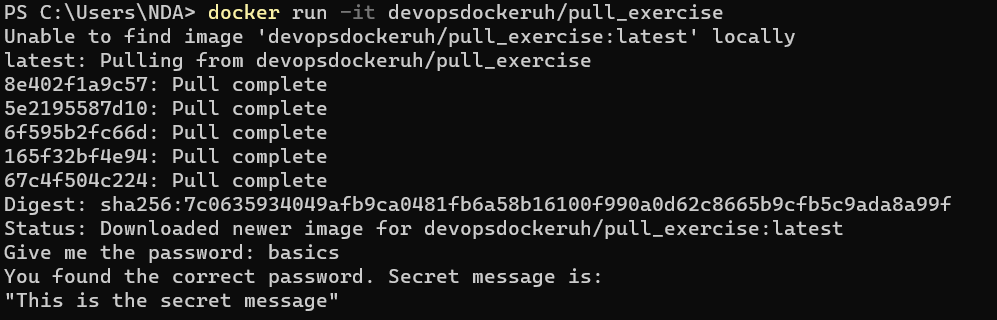 PS C:\Users\NDA> docker run -it devopsdockeruh/pull_exercise
Unable to find image 'devopsdockeruh/pull_exercise:latest' locally
latest: Pulling from devopsdockeruh/pull_exercise
8e402f1a9c57: Pull complete
5e2195587d10: Pull complete
6f595b2fc66d: Pull complete
165f32bf4e94: Pull complete
67c4f504c224: Pull complete
Digest: sha256:7c0635934049afb9ca0481fb6a58b16100f990a0d62c8665b9cfb5c9ada8a99f
Status: Downloaded newer image for devopsdockeruh/pull_exercise:latest
Give me the password: basics
You found the correct password. Secret message is:
"This is the secret message"